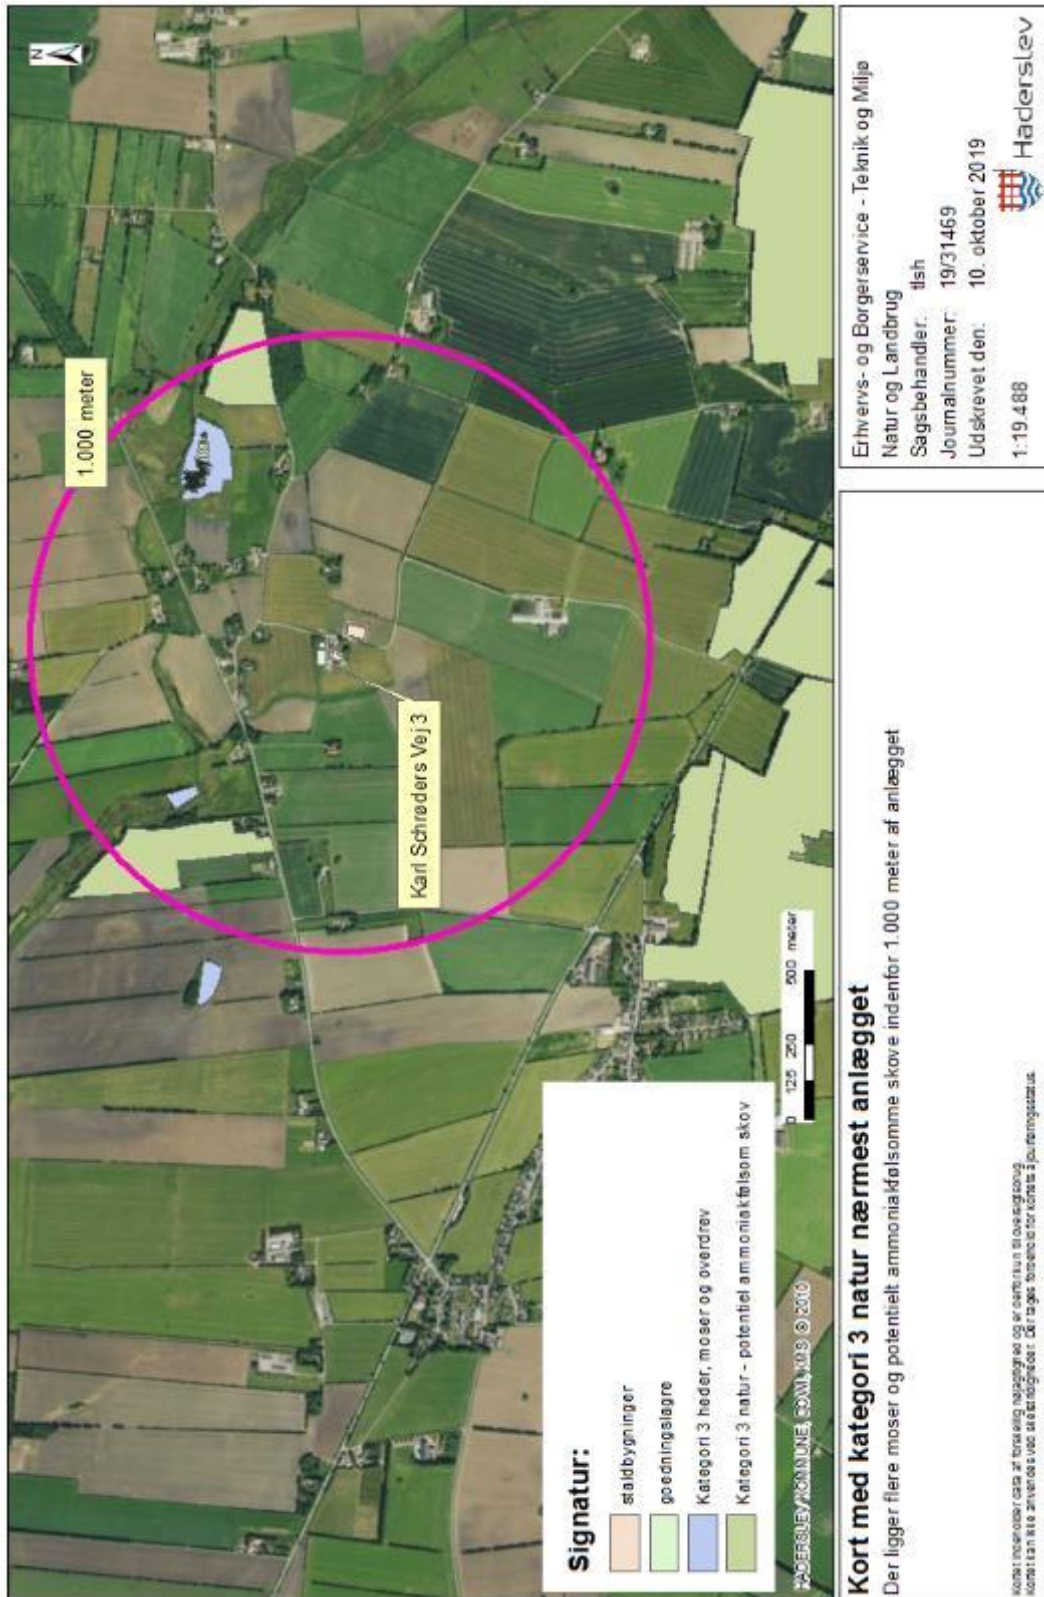 N
1.000 meter
Karl Schrøders Vej 3
Signatur:
staldbygninger
goedningslagre
Kategori 3 heder, moser og overdrev
Kategori 3 natur - potentiel ammoniakfølsom skov
0 125 250 500 meter
HADERSLEV KOMMUNE, COWI, KMS © 2010
Kort med kategori 3 natur nærmest anlægget
Der ligger flere moser og potentielt ammoniakfølsomme skove indenfor 1.000 meter af anlægget
Erhvervs- og Borgerservice - Teknik og Miljø
Natur og Landbrug
Sagsbehandler: tlsh
Journalnummer: 19/31469
Udskrevet den: 10. oktober 2019
1:19.488
Haderslev